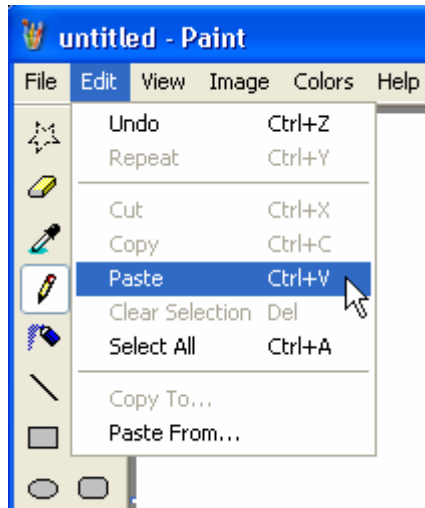 untitled - Paint
File Edit View Image Colors Help
Undo Ctrl+Z
Repeat Ctrl+Y
Cut Ctrl+X
Copy Ctrl+C
Paste Ctrl+V
Clear Selection Del
Select All Ctrl+A
Copy To...
Paste From...